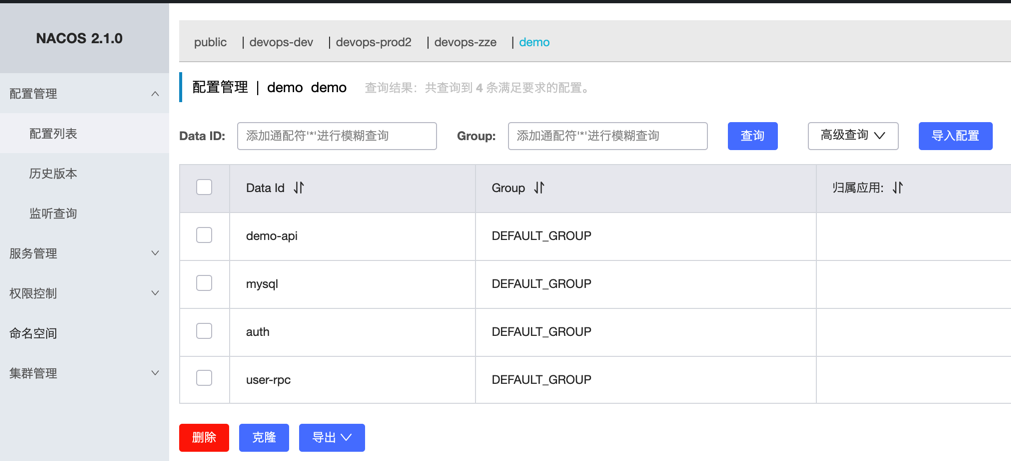 NACOS 2.1.0
配置管理
配置列表
历史版本
监听查询
服务管理
权限控制
命名空间
集群管理
public | devops-dev | devops-prod2 | devops-zze | demo
配置管理 | demo demo 查询结果：共查询到 4 条满足要求的配置。
Data ID: 添加通配符'*'进行模糊查询 Group: 添加通配符'*'进行模糊查询 查询 高级查询 导入配置
Data Id Group 归属应用:
demo-api DEFAULT_GROUP
mysql DEFAULT_GROUP
auth DEFAULT_GROUP
user-rpc DEFAULT_GROUP
删除 克隆 导出